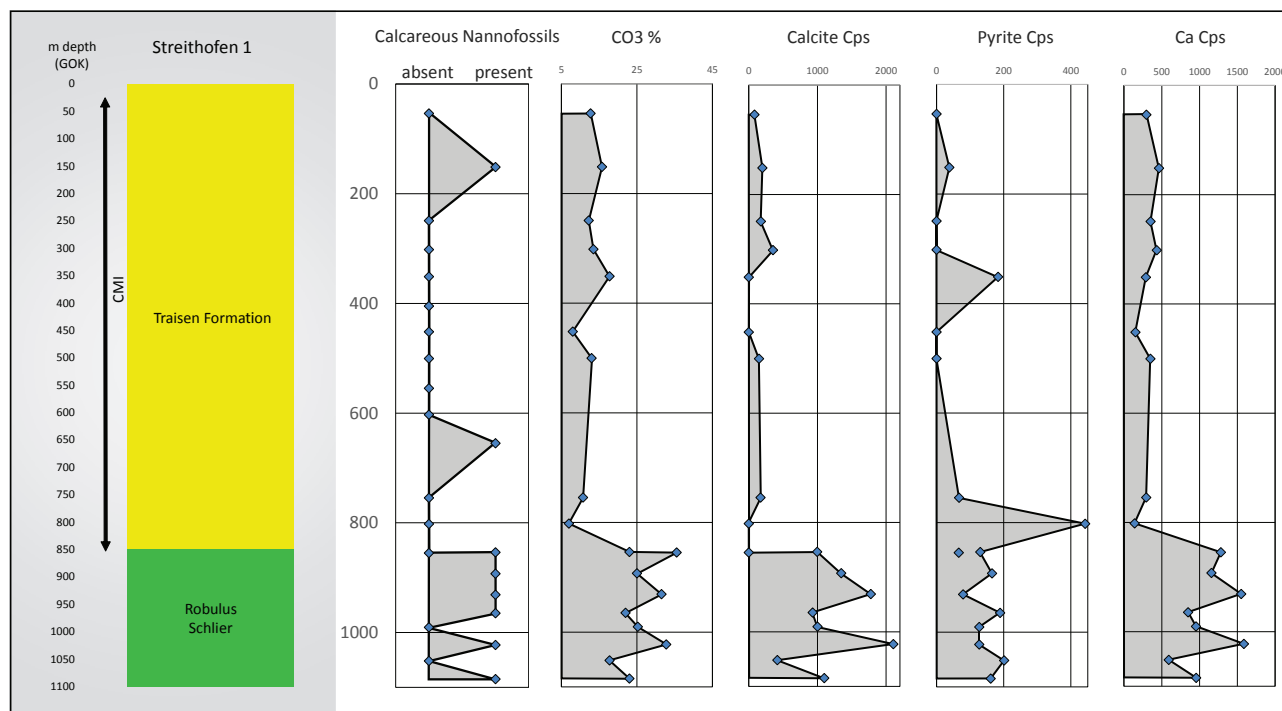 m depth
(GOK)
Streithofen 1
0
50
100
150
200
250
300
350
400
450
500
550
600
650
700
750
800
850
900
950
1000
1050
1100
CMI
Traisen Formation
Robulus
Schlier
Calcareous Nannofossils
absent present
0
200
400
600
800
1000
CO3 %
5 25 45
Calcite Cps
0 1000 2000
Pyrite Cps
0 200 400
Ca Cps
0 500 1000 1500 2000